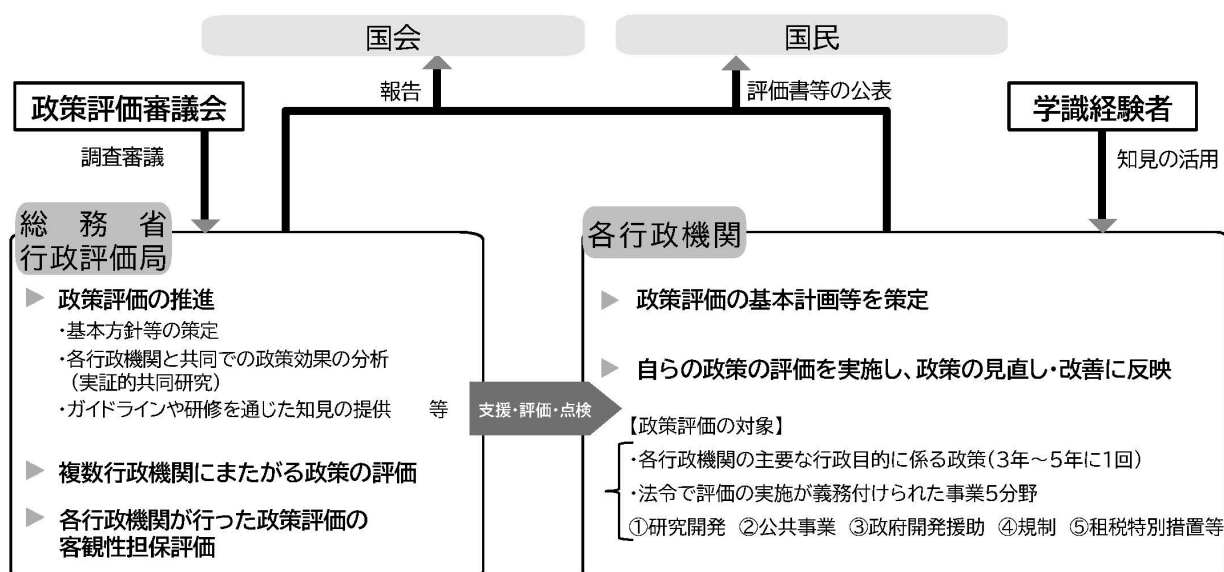 国会
国民
報告
評価書等の公表
政策評価審議会
学識経験者
調査審議
知見の活用
総務省
行政評価局
▶ 政策評価の推進
・基本方針等の策定
・各行政機関と共同での政策効果の分析
（実証的共同研究）
・ガイドラインや研修を通じた知見の提供 等
▶ 複数行政機関にまたがる政策の評価
▶ 各行政機関が行った政策評価の
客観性担保評価
支援・評価・点検
各行政機関
▶ 政策評価の基本計画等を策定
▶ 自らの政策の評価を実施し、政策の見直し・改善に反映
【政策評価の対象】
・各行政機関の主要な行政目的に係る政策（3年～5年に1回）
・法令で評価の実施が義務付けられた事業5分野
①研究開発 ②公共事業 ③政府開発援助 ④規制 ⑤租税特別措置等